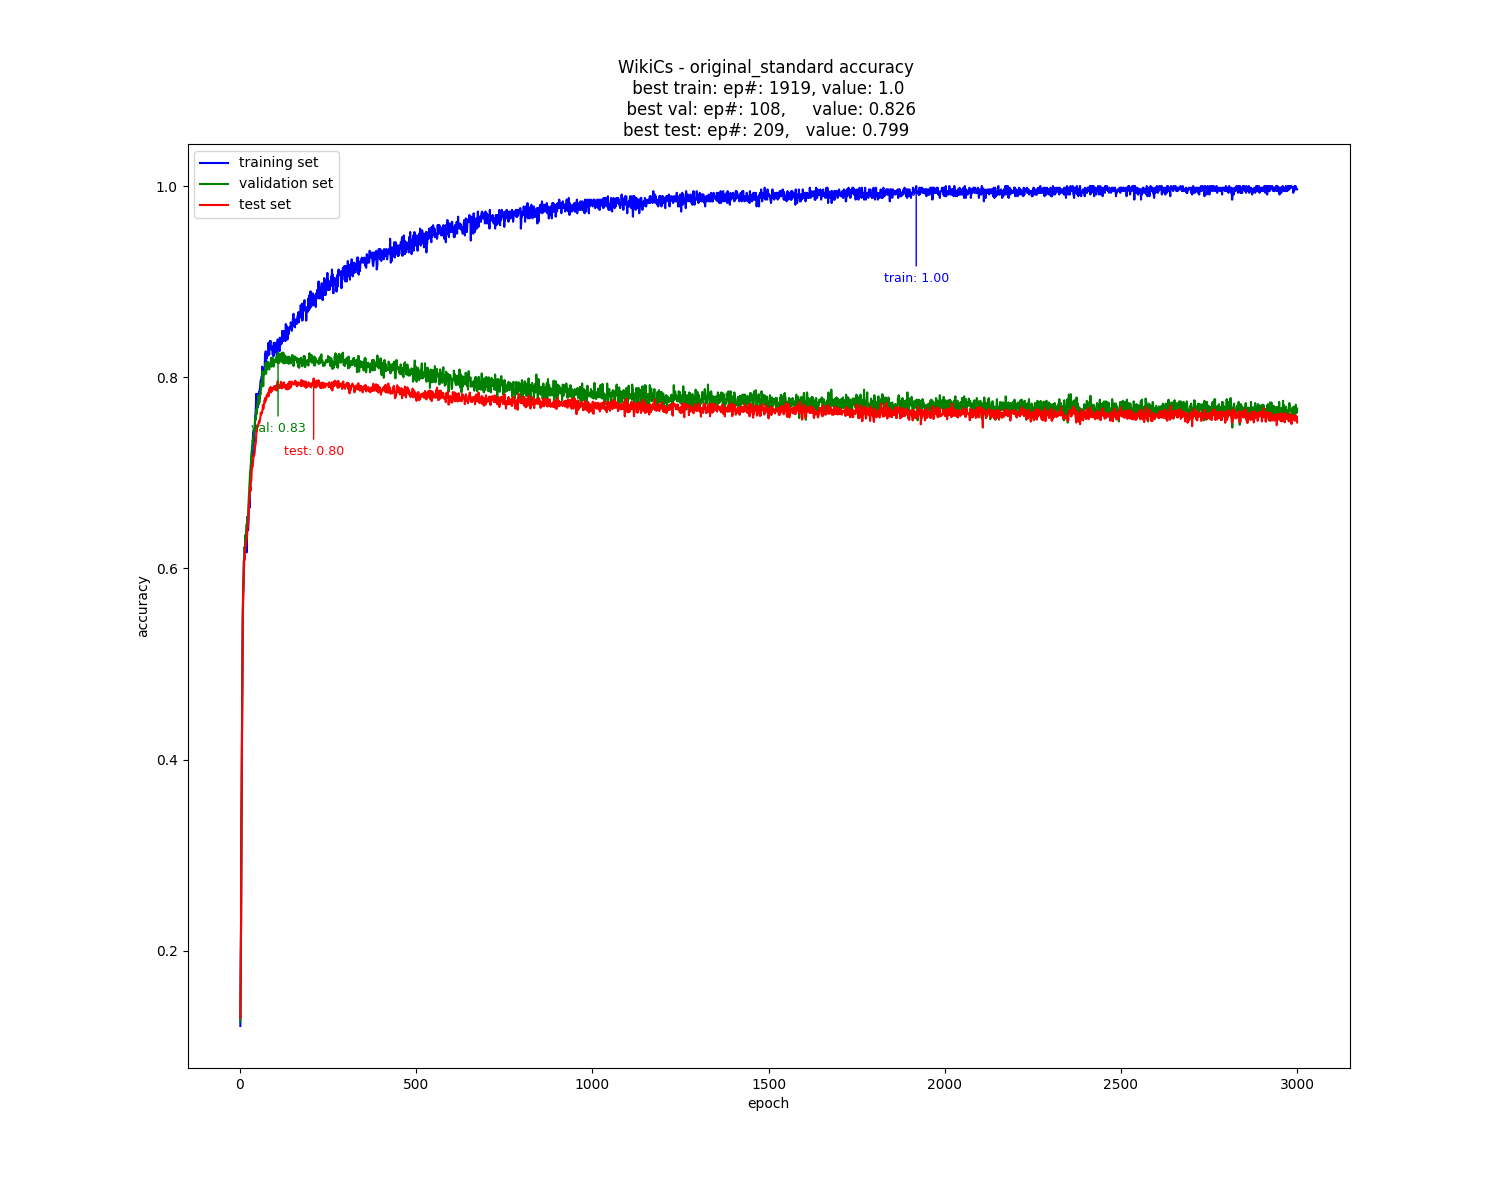 WikiCs - original_standard accuracy
best train: ep#: 1919, value: 1.0
best val: ep#: 108, value: 0.826
best test: ep#: 209, value: 0.799
training set
validation set
test set
1.0
0.8
0.6
0.4
0.2
accuracy
train: 1.00
val: 0.83
test: 0.80
0 500 1000 1500 2000 2500 3000
epoch